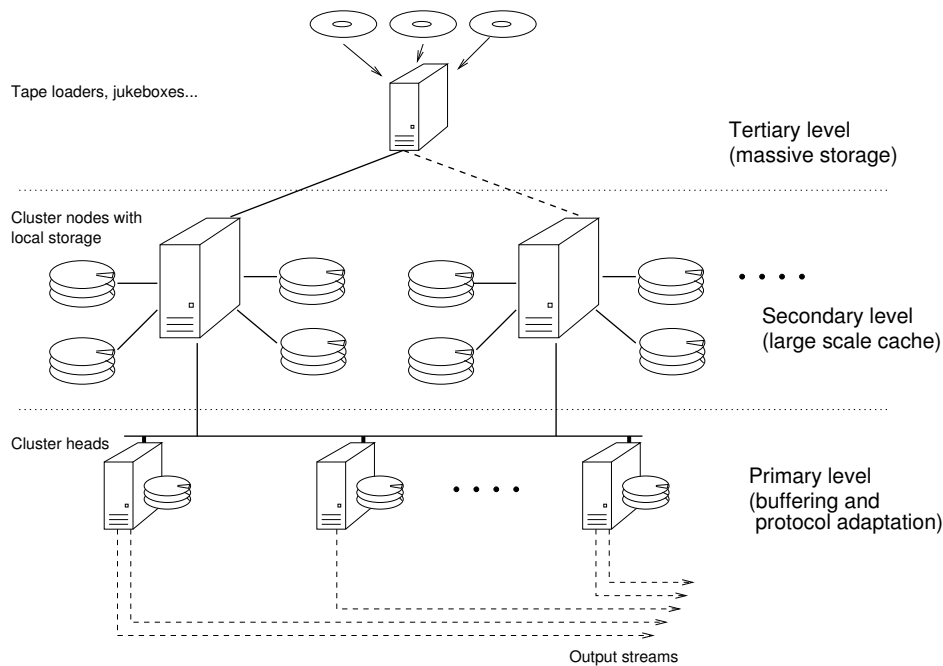 Tape loaders, jukeboxes...
Tertiary level
(massive storage)
Cluster nodes with
local storage
Secondary level
(large scale cache)
Cluster heads
Primary level
(buffering and
protocol adaptation)
Output streams